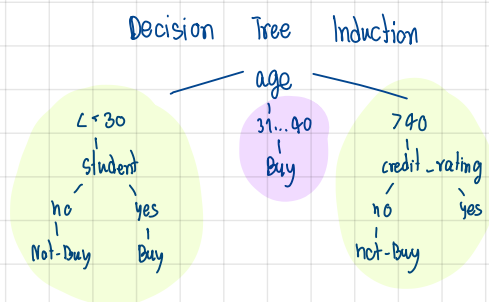 Decision Tree Induction
age
<=30 31...40 >40
student Buy credit_rating
no yes no yes
Not-Buy Buy not-Buy